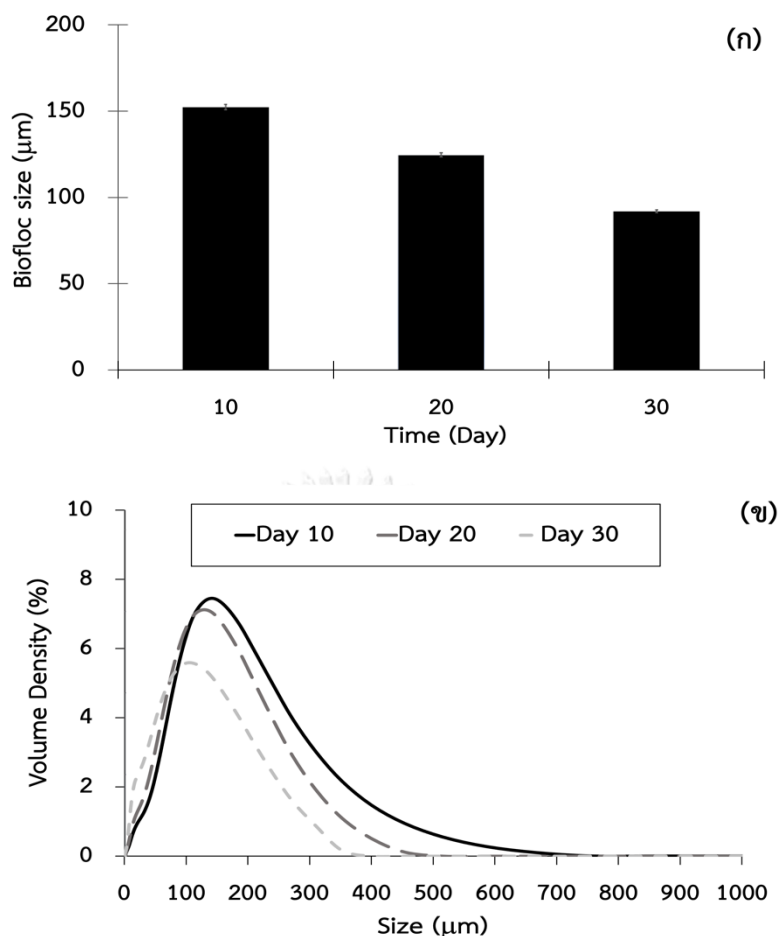 (ก)
Biofloc size (μm)
200
150
100
50
0
10 20 30
Time (Day)
(ข)
Day 10 Day 20 Day 30
Volume Density (%)
10
8
6
4
2
0
0 100 200 300 400 500 600 700 800 900 1000
Size (μm)